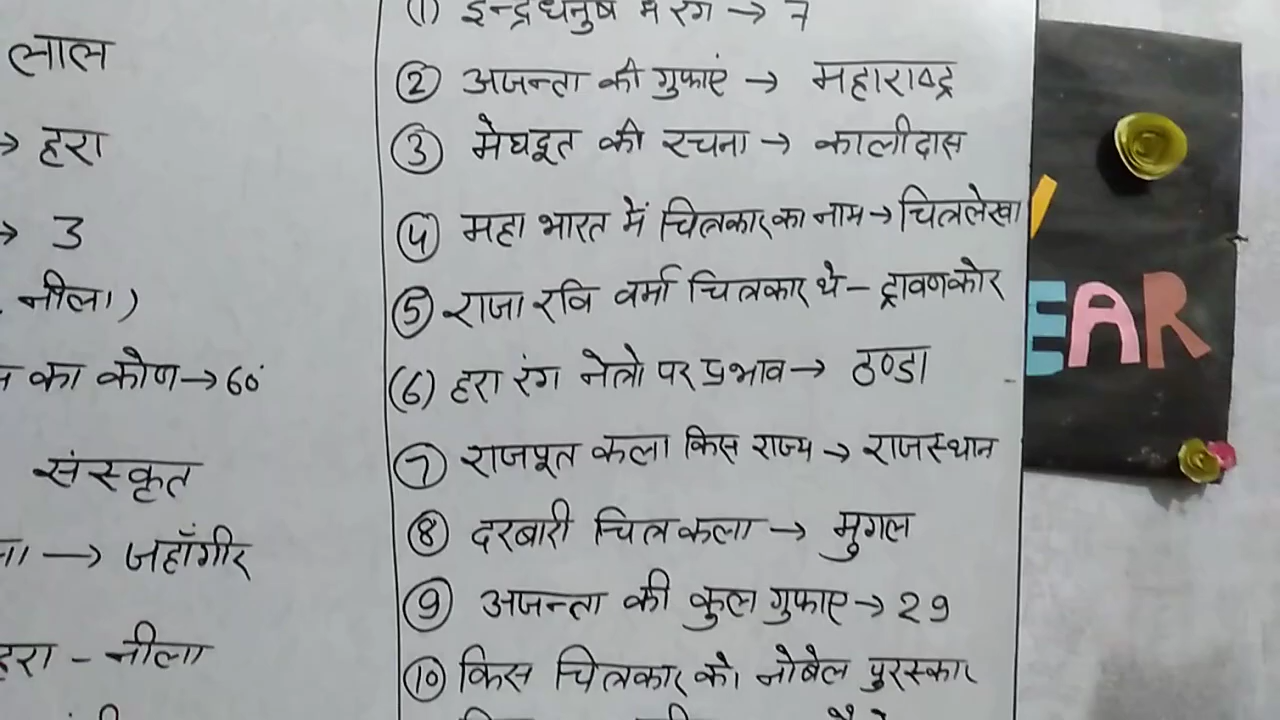 लाल
→ हरा
→ 3
नीला)
का कोण→60°
संस्कृत
ना → जहाँगीर
हरा - नीला
(1) इन्द्रधनुष में रंग → 7
(2) अजन्ता की गुफाएं → महाराष्ट्र
(3) मेघदूत की रचना → कालीदास
(4) महा भारत में चित्रकार का नाम → चित्रलेखा
(5) राजा रवि वर्मा चित्रकार थे – ट्रावणकोर
(6) हरा रंग नेत्रो पर प्रभाव → ठण्डा
(7) राजपूत कला किस राज्य → राजस्थान
(8) दरबारी चित्रकला → मुगल
(9) अजन्ता की कुल गुफाए → 29
(10) किस चित्रकार को नोबेल पुरस्कार
EAR